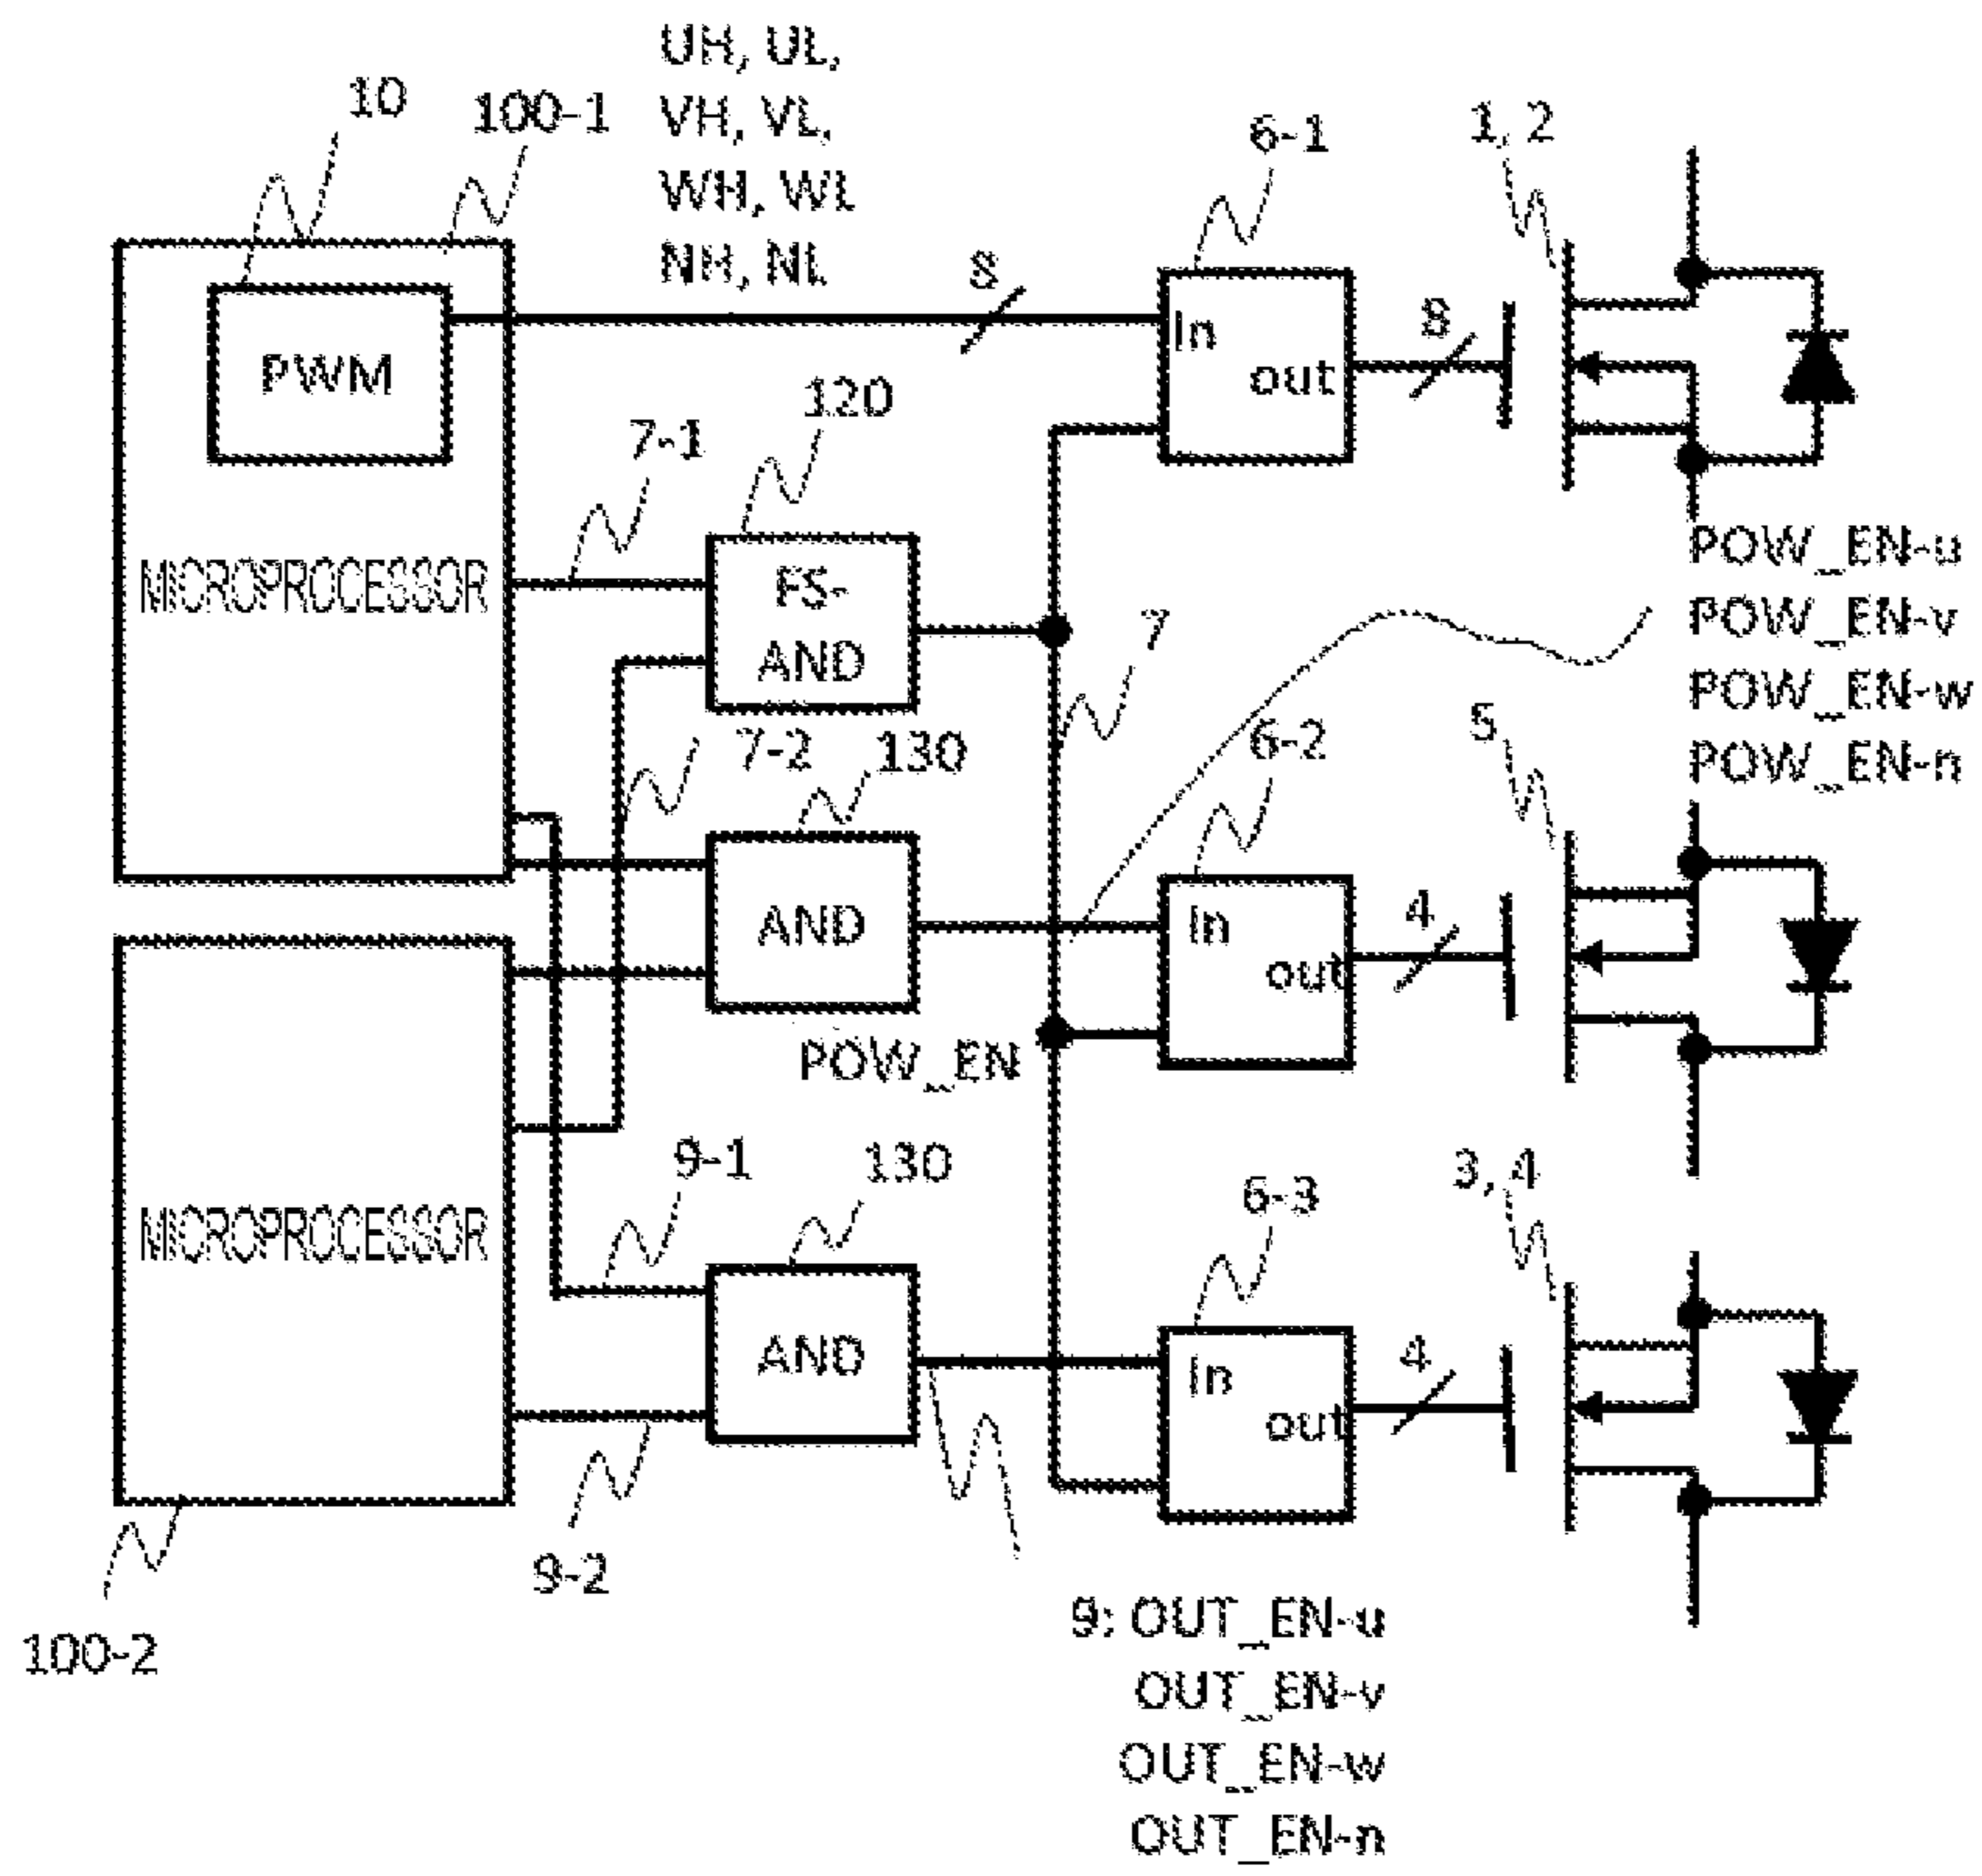 UH, UL,
VH, VL,
WH, WL
NH, NL
10
100-1
6-1
1, 2
8
PWM
In
out
8
120
7-1
MICROPROCESSOR
FS-
AND
7
POW_EN-u
POW_EN-v
POW_EN-w
POW_EN-n
7-2
130
6-2
5
AND
In
out
4
POW_EN
9-1
130
6-3
3, 4
MICROPROCESSOR
AND
In
out
4
9-2
100-2
9; OUT_EN-u
OUT_EN-v
OUT_EN-w
OUT_EN-n